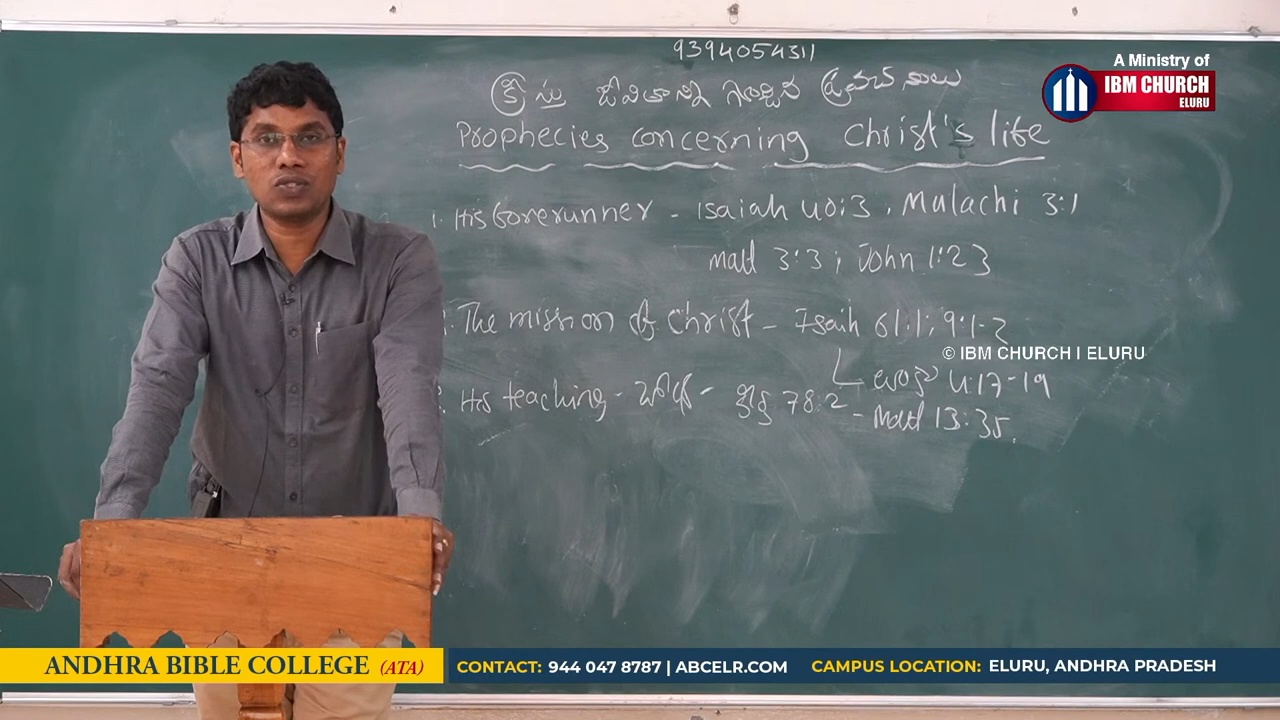 9394054311
A Ministry of
IBM CHURCH
ELURU
క్రీస్తు జీవితాన్ని గూర్చిన ప్రవచనాలు
Prophecies concerning Christ's life
1. His forerunner - Isaiah 40:3, Malachi 3:1
Matt 3:3; John 1:23
The mission of Christ - Isaih 61:1; 9:1-2
© IBM CHURCH I ELURU
లూకా 4:17-19
His teaching - బోధ - కీర్త 78:2 - Matt 13:35.
ANDHRA BIBLE COLLEGE (ATA)
CONTACT: 944 047 8787 | ABCELR.COM CAMPUS LOCATION: ELURU, ANDHRA PRADESH